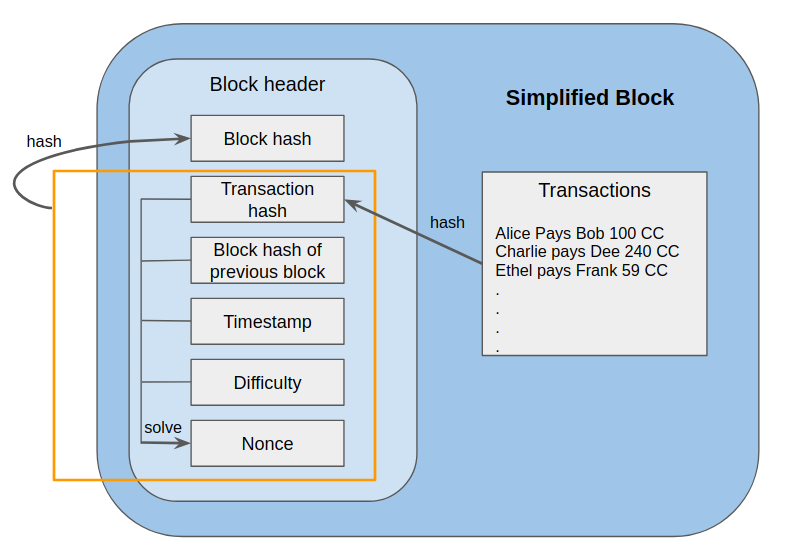 Block header
Simplified Block
hash
Block hash
Transaction
hash
Block hash of
previous block
Timestamp
Difficulty
solve
Nonce
hash
Transactions
Alice Pays Bob 100 CC
Charlie pays Dee 240 CC
Ethel pays Frank 59 CC
.
.
.
.